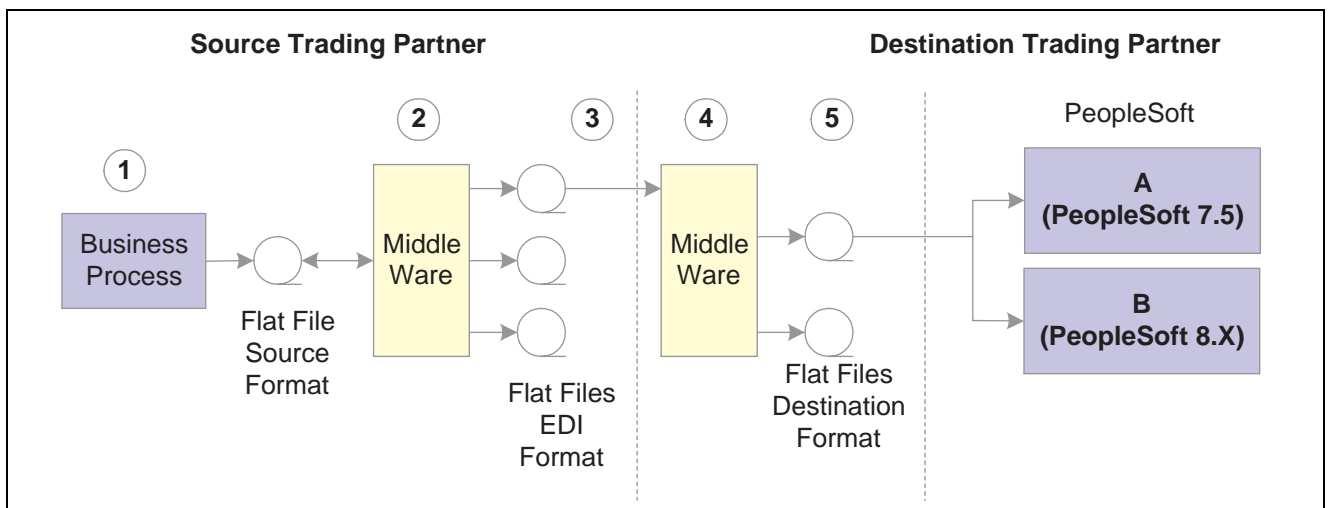 Source Trading Partner
Destination Trading Partner
1
2
3
4
5
PeopleSoft
Business
Process
Flat File
Source
Format
Middle
Ware
Flat Files
EDI
Format
Middle
Ware
Flat Files
Destination
Format
A
(PeopleSoft 7.5)
B
(PeopleSoft 8.X)